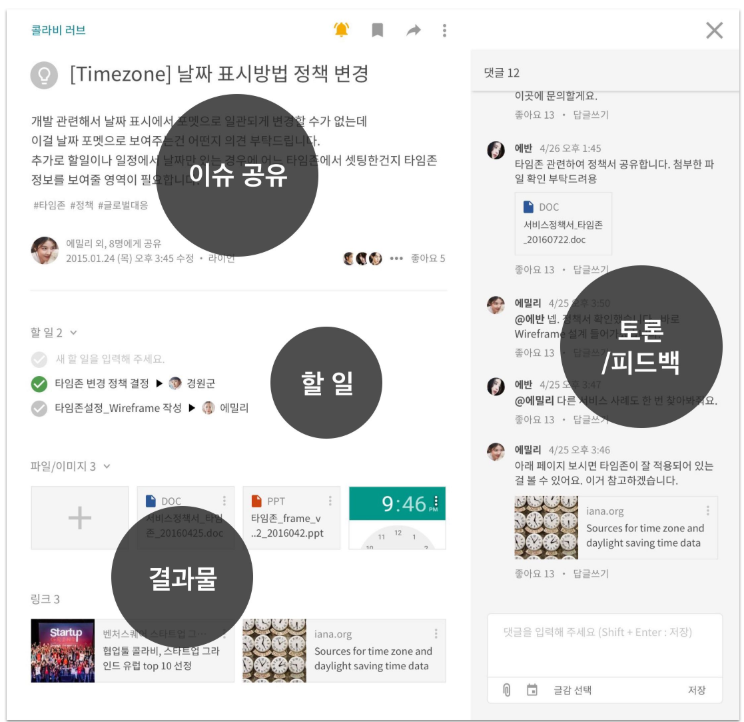 콜라비 러브
[Timezone] 날짜 표시방법 정책 변경
개발 관련해서 날짜 표시에서 포멧으로 일관되게 변경할 수가 없는데
이걸 날짜 포멧으로 보여주는건 어떤지 의견 부탁드립니다.
추가로 할일이나 일정에서 날짜만 있는 경우에 어느 타임존에서 셋팅한건지 타임존
정보를 보여줄 영역이 필요합니다.
이슈 공유
#타임존 #정책 #글로벌대응
에밀리 외, 8명에게 공유
2015.01.24 (목) 오후 3:45 수정 • 라이언
좋아요 5
할 일 2
새 할 일을 입력해 주세요.
타임존 변경 정책 결정 ▶ 경원군
타임존설정_Wireframe 작성 ▶ 에밀리
할 일
파일/이미지 3
DOC
서비스정책서_타임
존_20160425.doc
PPT
타임존_frame_v
..2_2016042.ppt
9:46 PM
11 12 1
10
결과물
링크 3
Startup
벤처스퀘어 스타트업 그...
협업툴 콜라비, 스타트업 그라
인드 유럽 top 10 선정
iana.org
Sources for time zone and
daylight saving time data
댓글 12
이곳에 문의할게요.
좋아요 13 • 답글쓰기
에반 4/26 오후 1:45
타임존 관련하여 정책서 공유합니다. 첨부한 파
일 확인 부탁드려용
DOC
서비스정책서_타임존
_20160722.doc
좋아요 13 • 답글쓰기
에밀리 4/25 오후 3:50
@에반 넵. 정책서 확인했습니다. 바로
Wireframe 설계 들어가
좋아요 13 • 답글쓰기
토론
/피드백
에반 4/25 오후 3:47
@에밀리 다른 서비스 사례도 한 번 찾아봐줘요.
좋아요 13 • 답글쓰기
에밀리 4/25 오후 3:46
아래 페이지 보시면 타임존이 잘 적용되어 있는
걸 볼 수 있어요. 이거 참고하겠습니다.
iana.org
Sources for time zone and
daylight saving time data
좋아요 13 • 답글쓰기
댓글을 입력해 주세요 (Shift + Enter : 저장)
글감 선택
저장